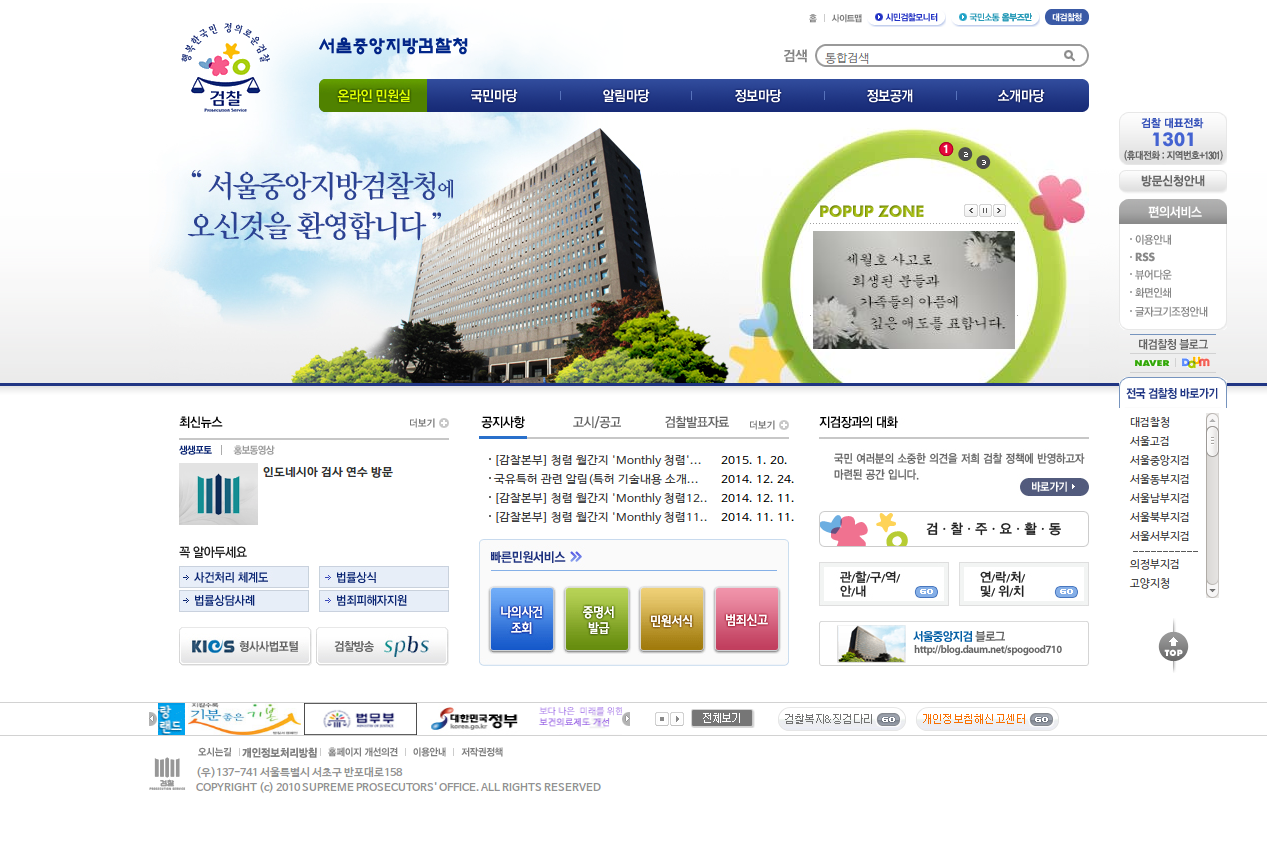 행복한국민 정의로운검찰
검찰
Prosecution Service
서울중앙지방검찰청
홈 사이트맵 시민검찰모니터 국민소통 옴부즈만 대검찰청
검색 통합검색
온라인 민원실 국민마당 알림마당 정보마당 정보공개 소개마당
“ 서울중앙지방검찰청에
오신것을 환영합니다 ”
1 2 3
POPUP ZONE
세월호 사고로
희생된 분들과
가족들의 아픔에
깊은 애도를 표합니다.
검찰 대표전화
1301
(휴대전화 : 지역번호+1301)
방문신청안내
편의서비스
· 이용안내
· RSS
· 뷰어다운
· 화면인쇄
· 글자크기조정안내
대검찰청 블로그
NAVER Daum
전국 검찰청 바로가기
대검찰청
서울고검
서울중앙지검
서울동부지검
서울남부지검
서울북부지검
서울서부지검
-----------
의정부지검
고양지청
TOP
최신뉴스 더보기
생생포토 홍보동영상
인도네시아 검사 연수 방문
꼭 알아두세요
사건처리 체계도 법률상식
법률상담사례 범죄피해자지원
KICS 형사사법포털 검찰방송 spbs
공지사항 고시/공고 검찰발표자료 더보기
· [감찰본부] 청렴 월간지 'Monthly 청렴'... 2015. 1. 20.
· 국유특허 관련 알림(특허 기술내용 소개... 2014. 12. 24.
· [감찰본부] 청렴 월간지 'Monthly 청렴12.. 2014. 12. 11.
· [감찰본부] 청렴 월간지 'Monthly 청렴11.. 2014. 11. 11.
빠른민원서비스
나의사건 조회
증명서 발급
민원서식
범죄신고
지검장과의 대화
국민 여러분의 소중한 의견을 저희 검찰 정책에 반영하고자
마련된 공간 입니다.
바로가기
검·찰·주·요·활·동
관/할/구/역/
안/내 GO
연/락/처/
및/ 위/치 GO
서울중앙지검 블로그
http://blog.daum.net/spogood710
랑
랜드
기분좋은
법무부
대한민국정부
korea.go.kr
보다 나은 미래를 위한
보건의료제도 개선
전체보기
검찰복지&징검다리 GO
개인정보침해신고센터 GO
오시는길 개인정보처리방침 홈페이지 개선의견 이용안내 저작권정책
검찰
PROSECUTION SERVICE
(우)137-741 서울특별시 서초구 반포대로158
COPYRIGHT (c) 2010 SUPREME PROSECUTORS' OFFICE. ALL RIGHTS RESERVED